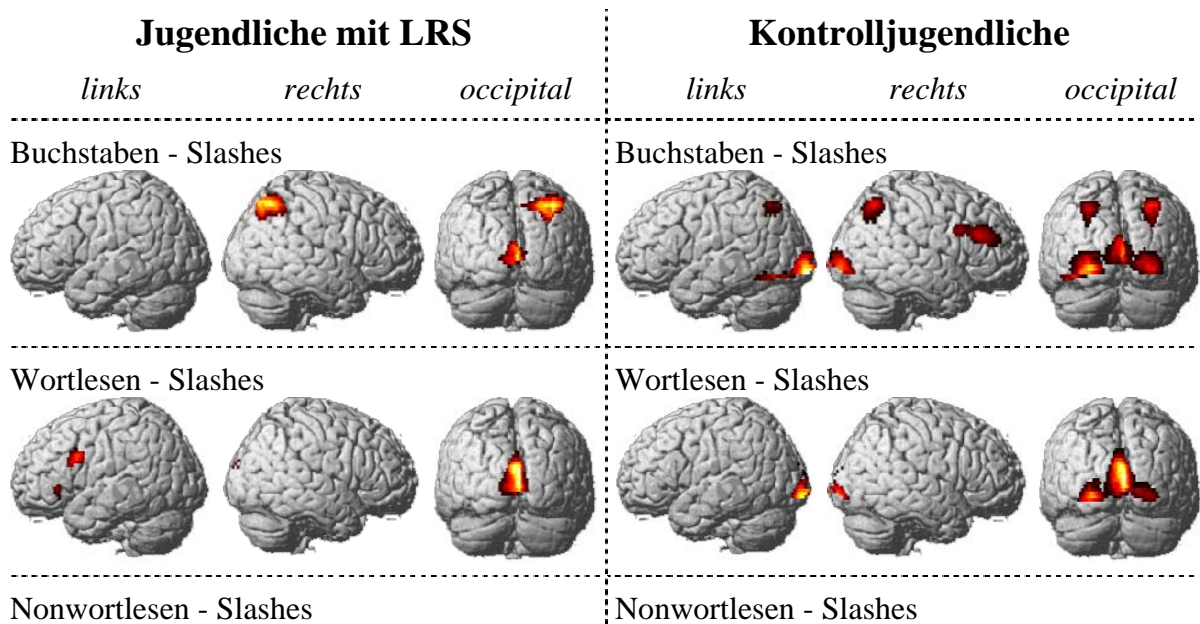 Jugendliche mit LRS Kontrolljugendliche
links rechts occipital links rechts occipital
Buchstaben - Slashes Buchstaben - Slashes
Wortlesen - Slashes Wortlesen - Slashes
Nonwortlesen - Slashes Nonwortlesen - Slashes